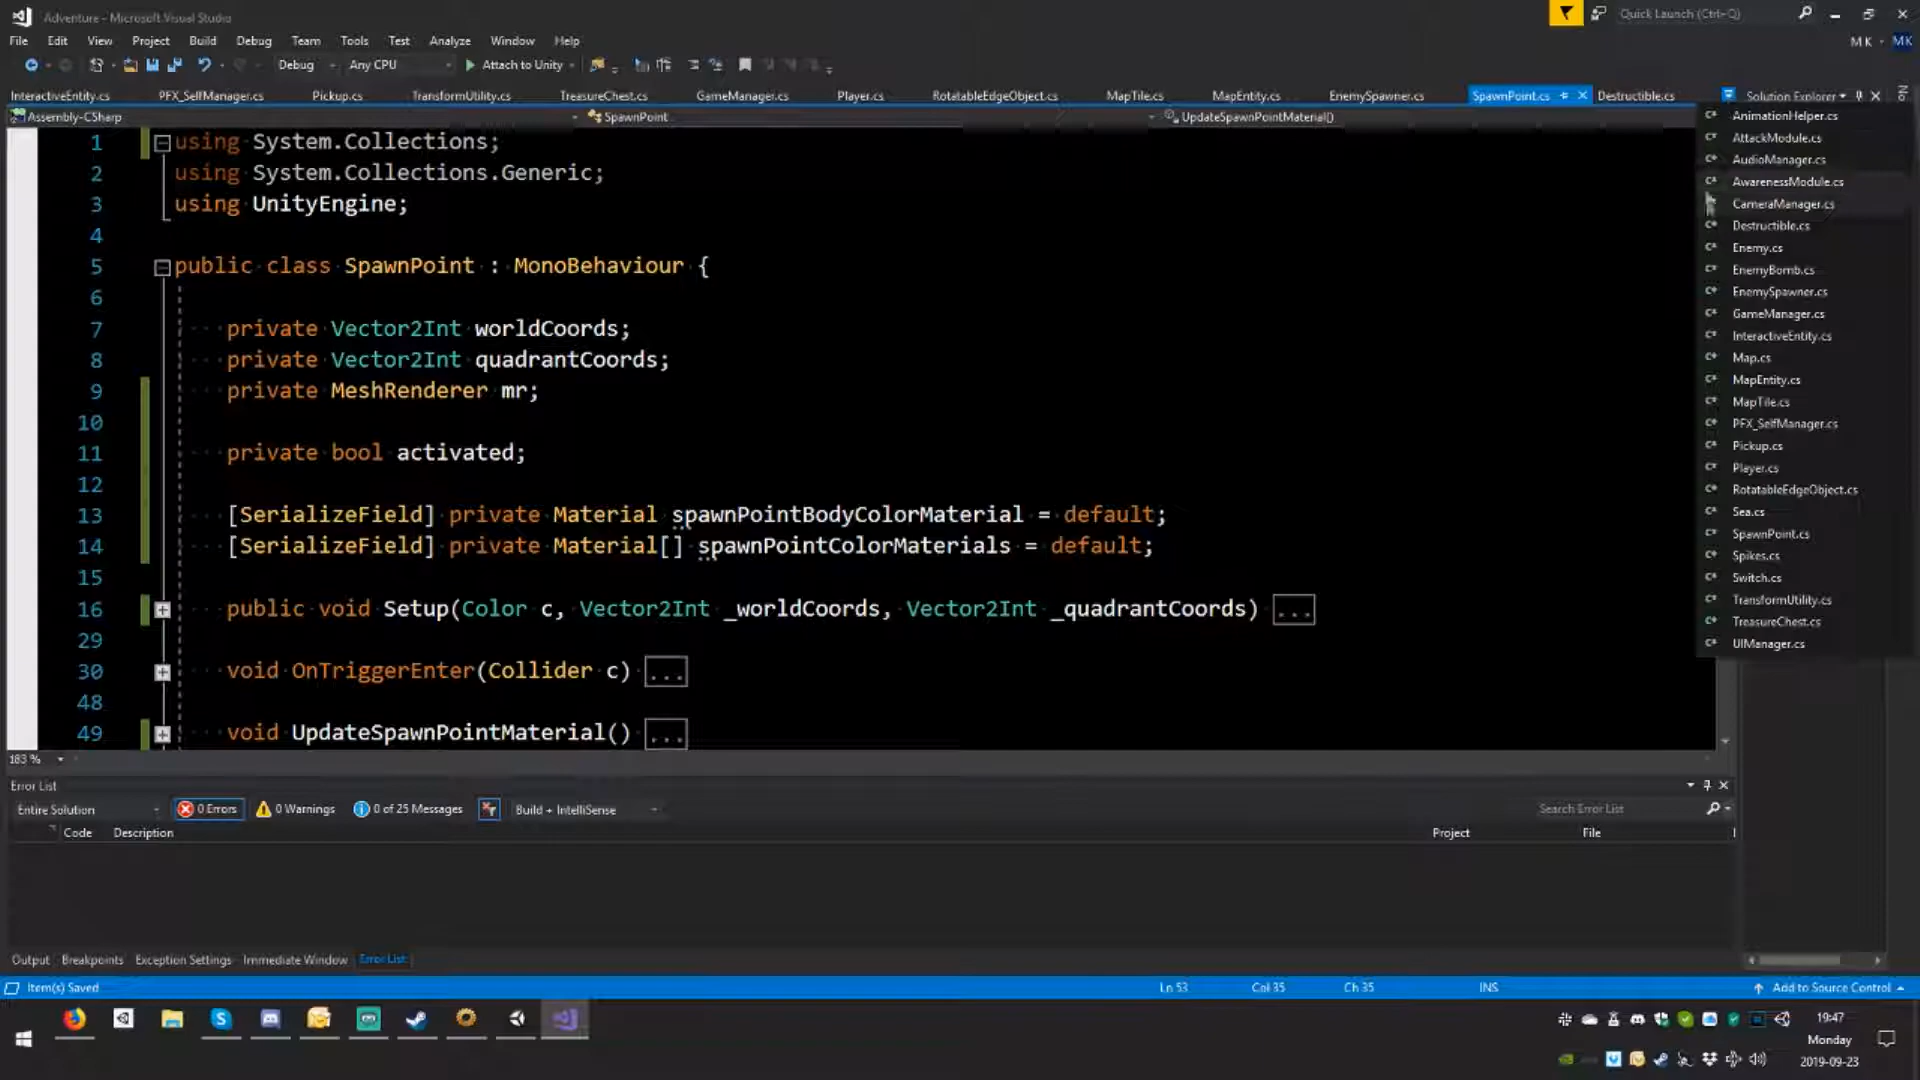 Adventure - Microsoft Visual Studio
Quick Launch (Ctrl+Q)
File Edit View Project Build Debug Team Tools Test Analyze Window Help
M K MK
Debug Any CPU Attach to Unity
InteractiveEntity.cs PFX_SelfManager.cs Pickup.cs TransformUtility.cs TreasureChest.cs GameManager.cs Player.cs RotatableEdgeObject.cs MapTile.cs MapEntity.cs EnemySpawner.cs SpawnPoint.cs Destructible.cs Solution Explorer
Assembly-CSharp SpawnPoint UpdateSpawnPointMaterial()
1 using System.Collections;
2 using System.Collections.Generic;
3 using UnityEngine;
4
5 public class SpawnPoint : MonoBehaviour {
6
7 private Vector2Int worldCoords;
8 private Vector2Int quadrantCoords;
9 private MeshRenderer mr;
10
11 private bool activated;
12
13 [SerializeField] private Material spawnPointBodyColorMaterial = default;
14 [SerializeField] private Material[] spawnPointColorMaterials = default;
15
16 public void Setup(Color c, Vector2Int _worldCoords, Vector2Int _quadrantCoords) ...
29
30 void OnTriggerEnter(Collider c) ...
48
49 void UpdateSpawnPointMaterial() ...
AnimationHelper.cs
AttackModule.cs
AudioManager.cs
AwarenessModule.cs
CameraManager.cs
Destructible.cs
Enemy.cs
EnemyBomb.cs
EnemySpawner.cs
GameManager.cs
InteractiveEntity.cs
Map.cs
MapEntity.cs
MapTile.cs
PFX_SelfManager.cs
Pickup.cs
Player.cs
RotatableEdgeObject.cs
Sea.cs
SpawnPoint.cs
Spikes.cs
Switch.cs
TransformUtility.cs
TreasureChest.cs
UIManager.cs
183 %
Error List
Entire Solution 0 Errors 0 Warnings 0 of 25 Messages Build + IntelliSense Search Error List
Code Description Project File
Output Breakpoints Exception Settings Immediate Window Error List
Item(s) Saved Ln 53 Col 35 Ch 35 INS Add to Source Control
19:47
Monday
2019-09-23